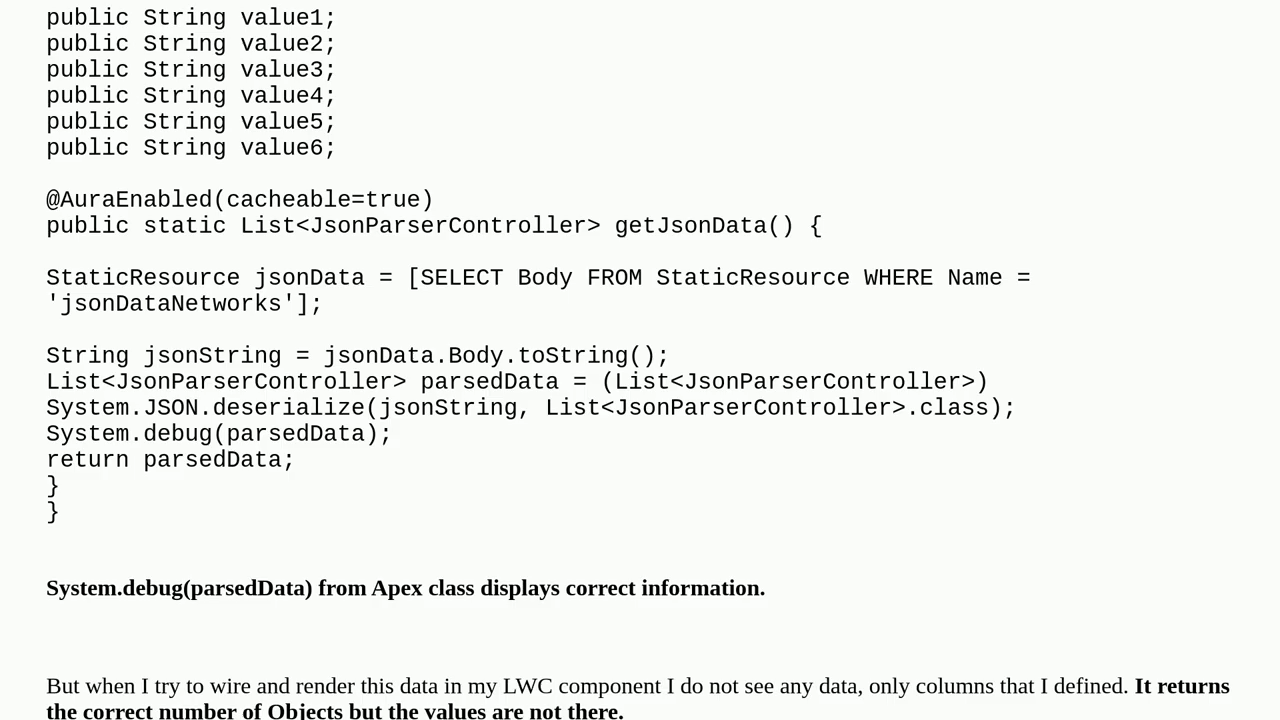 public String value1;
public String value2;
public String value3;
public String value4;
public String value5;
public String value6;
@AuraEnabled(cacheable=true)
public static List<JsonParserController> getJsonData() {
StaticResource jsonData = [SELECT Body FROM StaticResource WHERE Name =
'jsonDataNetworks'];
String jsonString = jsonData.Body.toString();
List<JsonParserController> parsedData = (List<JsonParserController>)
System.JSON.deserialize(jsonString, List<JsonParserController>.class);
System.debug(parsedData);
return parsedData;
}
}
System.debug(parsedData) from Apex class displays correct information.
But when I try to wire and render this data in my LWC component I do not see any data, only columns that I defined. It returns
the correct number of Objects but the values are not there.